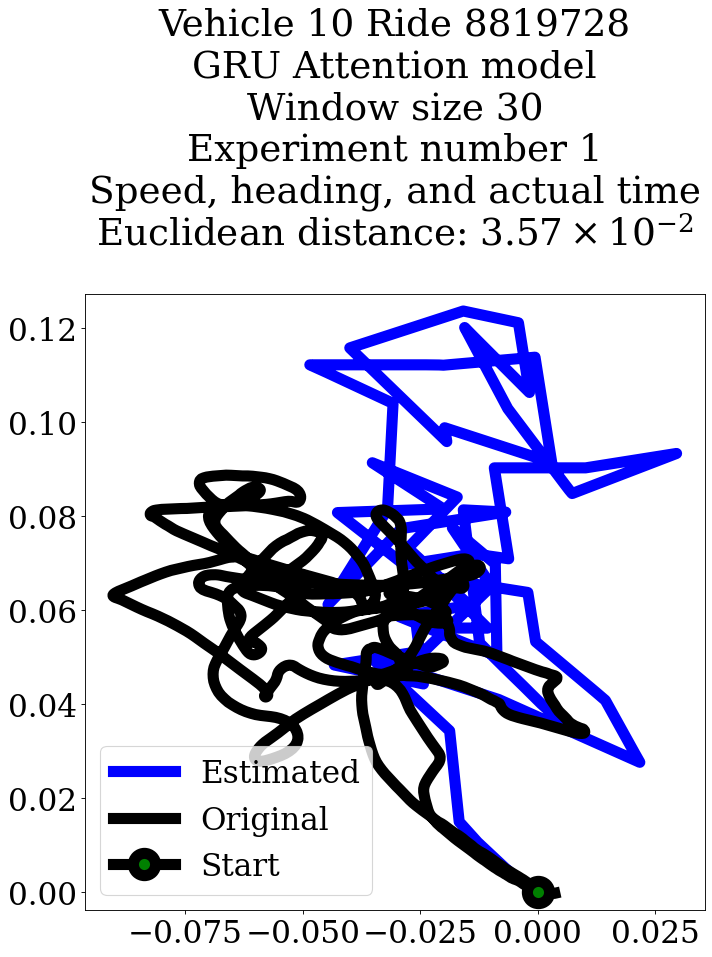 Vehicle 10 Ride 8819728
GRU Attention model
Window size 30
Experiment number 1
Speed, heading, and actual time
Euclidean distance: 3.57 × 10⁻²
0.12
0.10
0.08
0.06
0.04
0.02
0.00
Estimated
Original
Start
−0.075 −0.050 −0.025 0.000 0.025